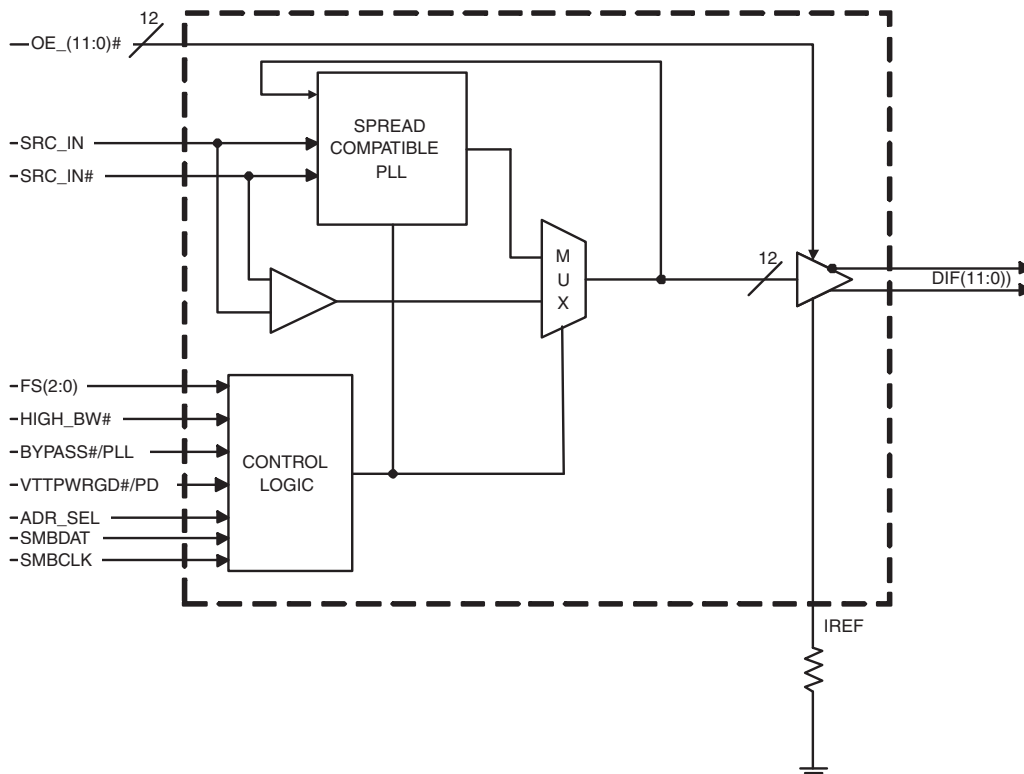 12
OE_(11:0)#
SRC_IN
SRC_IN#
SPREAD
COMPATIBLE
PLL
M
U
X
12
DIF(11:0))
FS(2:0)
HIGH_BW#
BYPASS#/PLL
VTTPWRGD#/PD
ADR_SEL
SMBDAT
SMBCLK
CONTROL
LOGIC
IREF